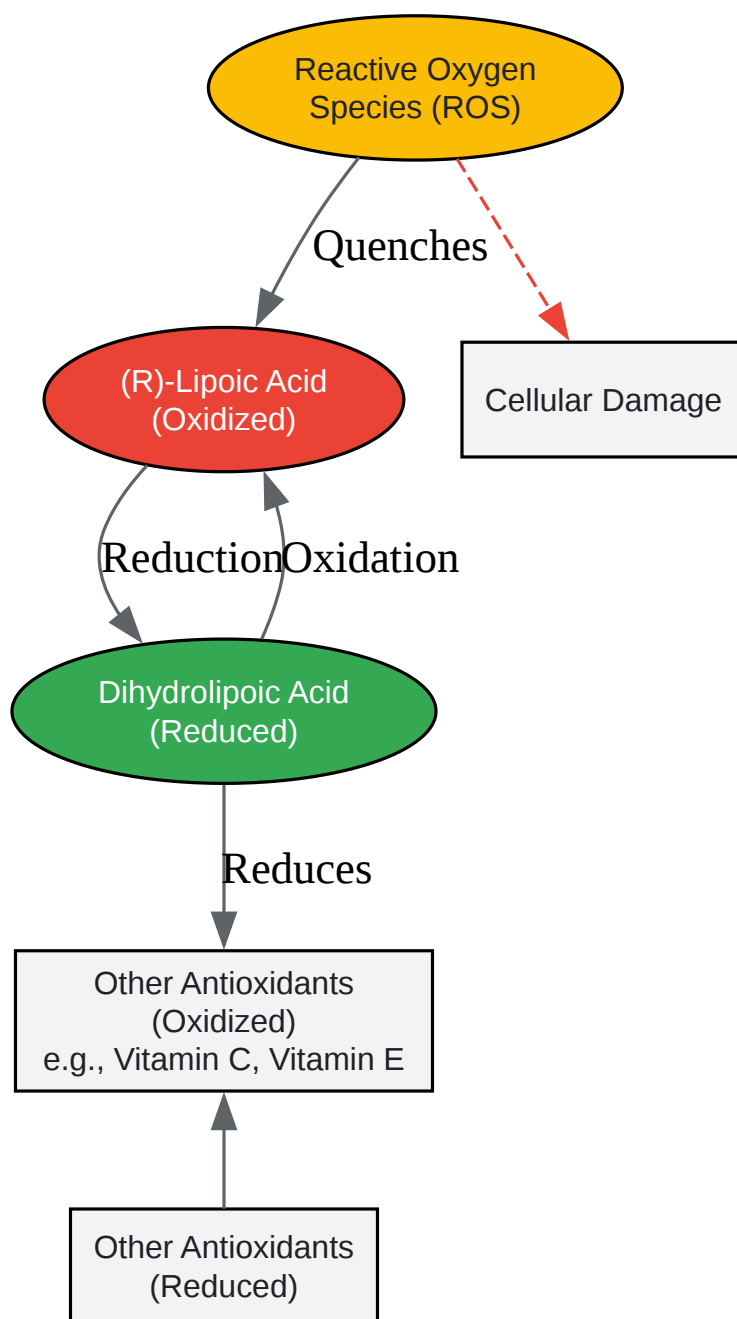 Reactive Oxygen
Species (ROS)
Quenches
(R)-Lipoic Acid
(Oxidized)
Cellular Damage
Reduction
Oxidation
Dihydrolipoic Acid
(Reduced)
Reduces
Other Antioxidants
(Oxidized)
e.g., Vitamin C, Vitamin E
Other Antioxidants
(Reduced)